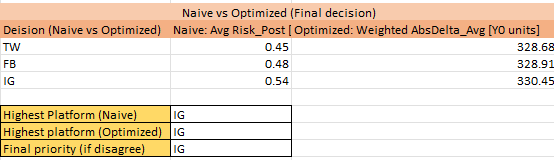 Naive vs Optimized (Final decision)
Deision (Naive vs Optimized) Naive: Avg Risk_Post [ Optimized: Weighted AbsDelta_Avg [Y0 units]
TW 0.45 328.68
FB 0.48 328.91
IG 0.54 330.45
Highest Platform (Naive) IG
Highest platform (Optimized) IG
Final priority (if disagree) IG